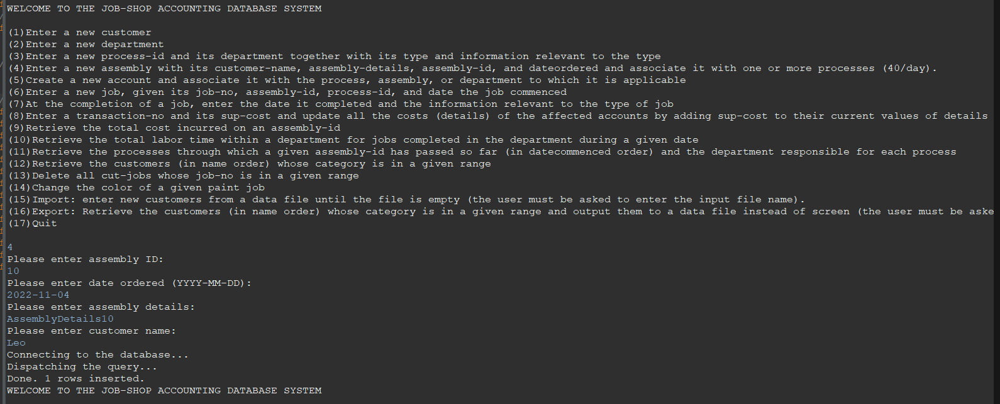 WELCOME TO THE JOB-SHOP ACCOUNTING DATABASE SYSTEM
(1)Enter a new customer
(2)Enter a new department
(3)Enter a new process-id and its department together with its type and information relevant to the type
(4)Enter a new assembly with its customer-name, assembly-details, assembly-id, and dateordered and associate it with one or more processes (40/day).
(5)Create a new account and associate it with the process, assembly, or department to which it is applicable
(6)Enter a new job, given its job-no, assembly-id, process-id, and date the job commenced
(7)At the completion of a job, enter the date it completed and the information relevant to the type of job
(8)Enter a transaction-no and its sup-cost and update all the costs (details) of the affected accounts by adding sup-cost to their current values of details
(9)Retrieve the total cost incurred on an assembly-id
(10)Retrieve the total labor time within a department for jobs completed in the department during a given date
(11)Retrieve the processes through which a given assembly-id has passed so far (in datecommenced order) and the department responsible for each process
(12)Retrieve the customers (in name order) whose category is in a given range
(13)Delete all cut-jobs whose job-no is in a given range
(14)Change the color of a given paint job
(15)Import: enter new customers from a data file until the file is empty (the user must be asked to enter the input file name).
(16)Export: Retrieve the customers (in name order) whose category is in a given range and output them to a data file instead of screen (the user must be aske
(17)Quit
4
Please enter assembly ID:
10
Please enter date ordered (YYYY-MM-DD):
2022-11-04
Please enter assembly details:
AssemblyDetails10
Please enter customer name:
Leo
Connecting to the database...
Dispatching the query...
Done. 1 rows inserted.
WELCOME TO THE JOB-SHOP ACCOUNTING DATABASE SYSTEM